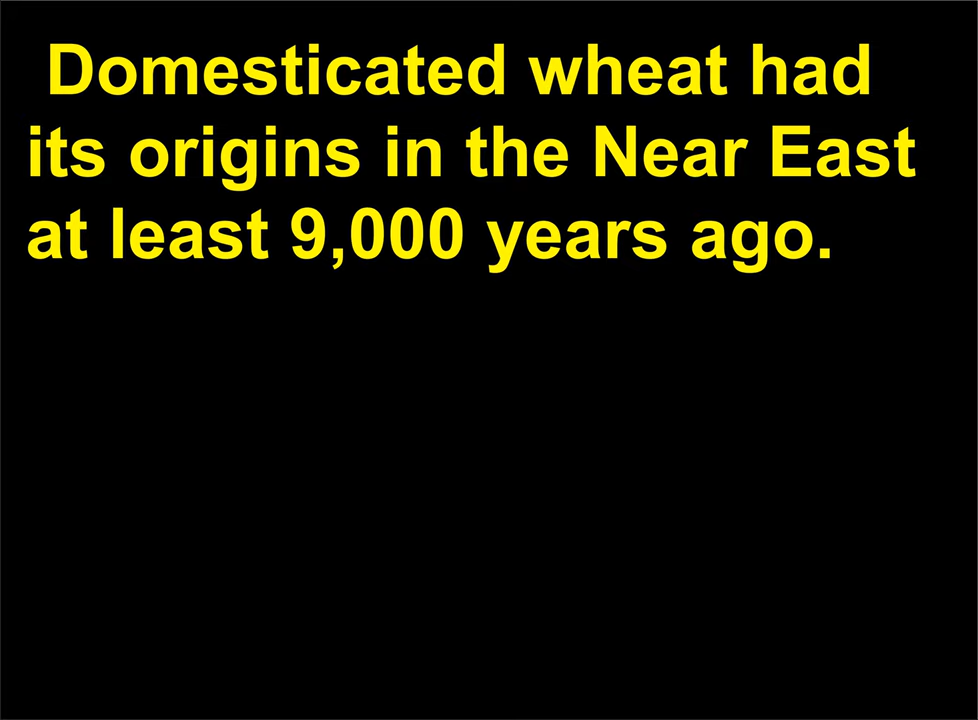 Domesticated wheat had
its origins in the Near East
at least 9,000 years ago.